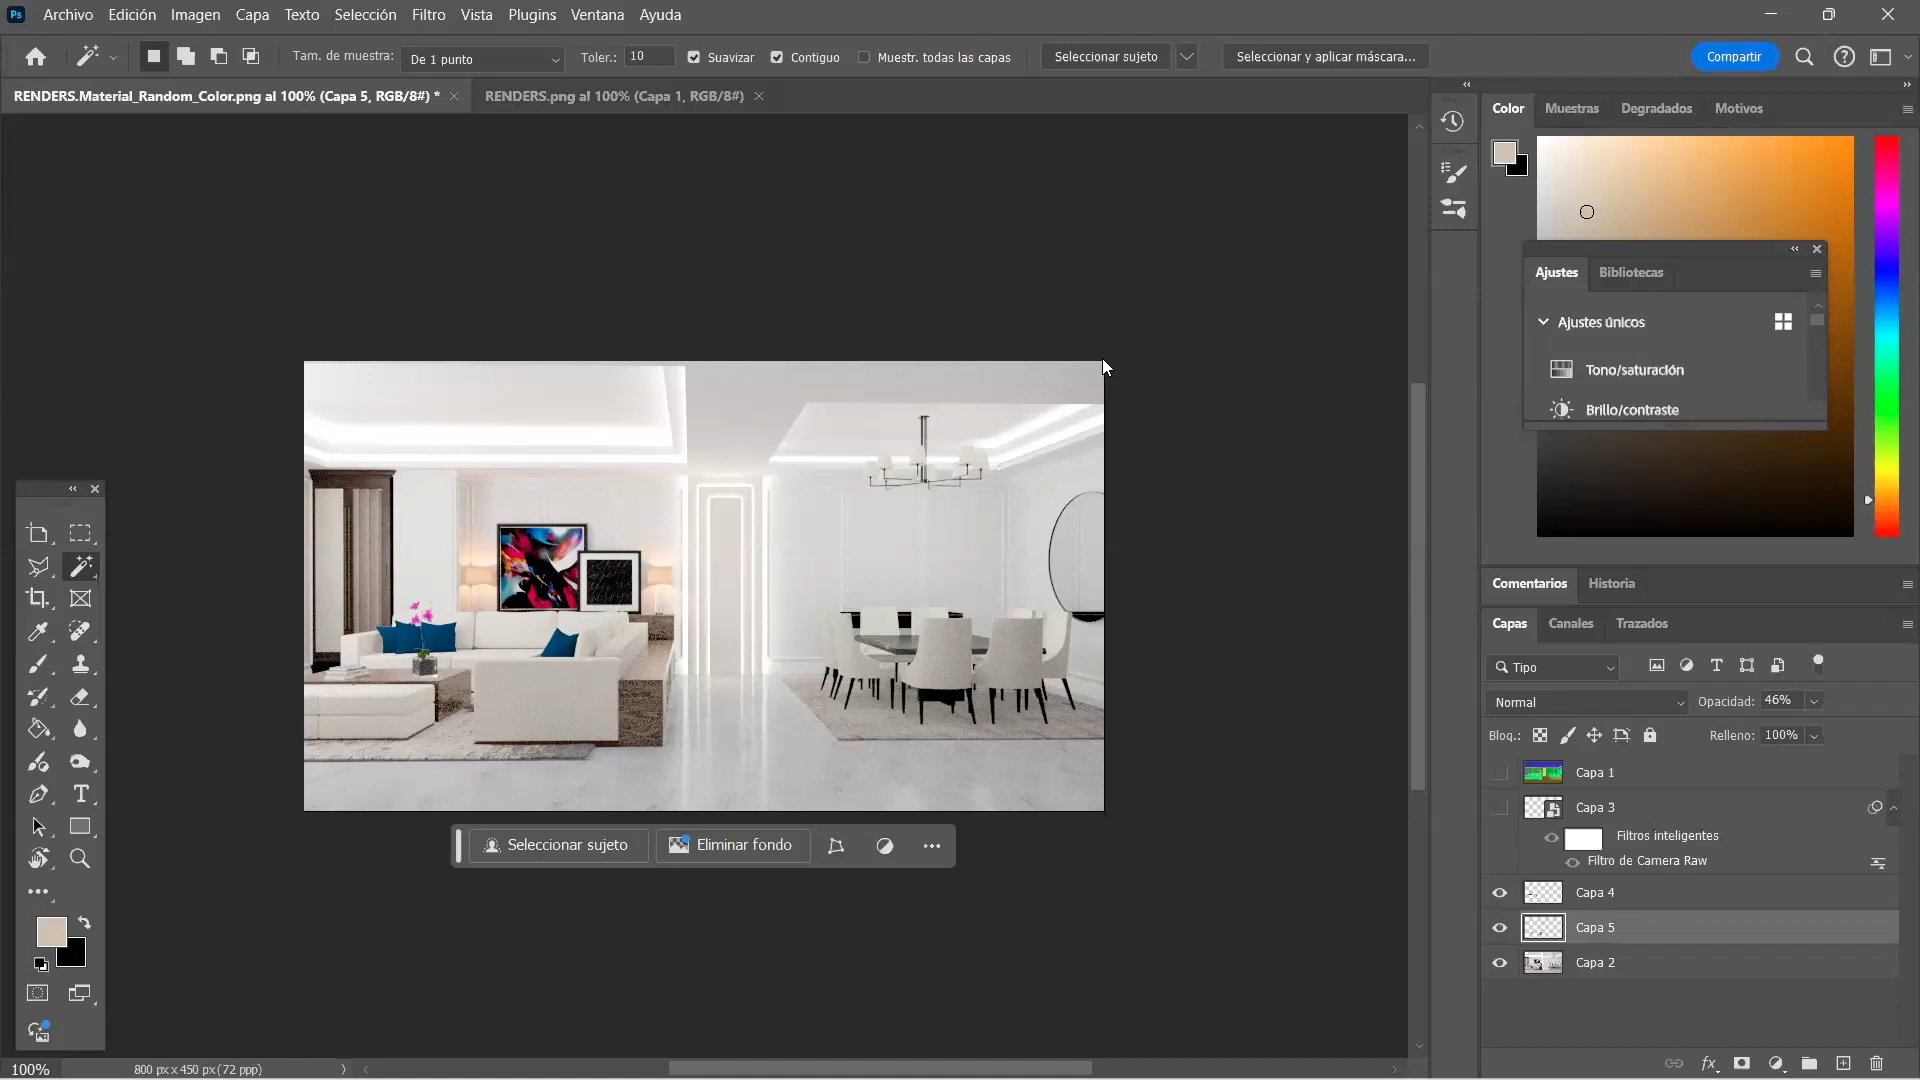 Ps Archivo Edición Imagen Capa Texto Selección Filtro Vista Plugins Ventana Ayuda
Tam. de muestra: De 1 punto Toler.: 10 Suavizar Contiguo Muestr. todas las capas Seleccionar sujeto Seleccionar y aplicar máscara... Compartir
RENDERS.Material_Random_Color.png al 100% (Capa 5, RGB/8#) * RENDERS.png al 100% (Capa 1, RGB/8#)
Color Muestras Degradados Motivos
Ajustes Bibliotecas
Ajustes únicos
Tono/saturación
Brillo/contraste
Comentarios Historia
Capas Canales Trazados
Tipo
Normal Opacidad: 46%
Bloq.: Relleno: 100%
Capa 1
Capa 3
Filtros inteligentes
Filtro de Camera Raw
Capa 4
Capa 5
Capa 2
Seleccionar sujeto Eliminar fondo
100% 800 px x 450 px (72 ppp)